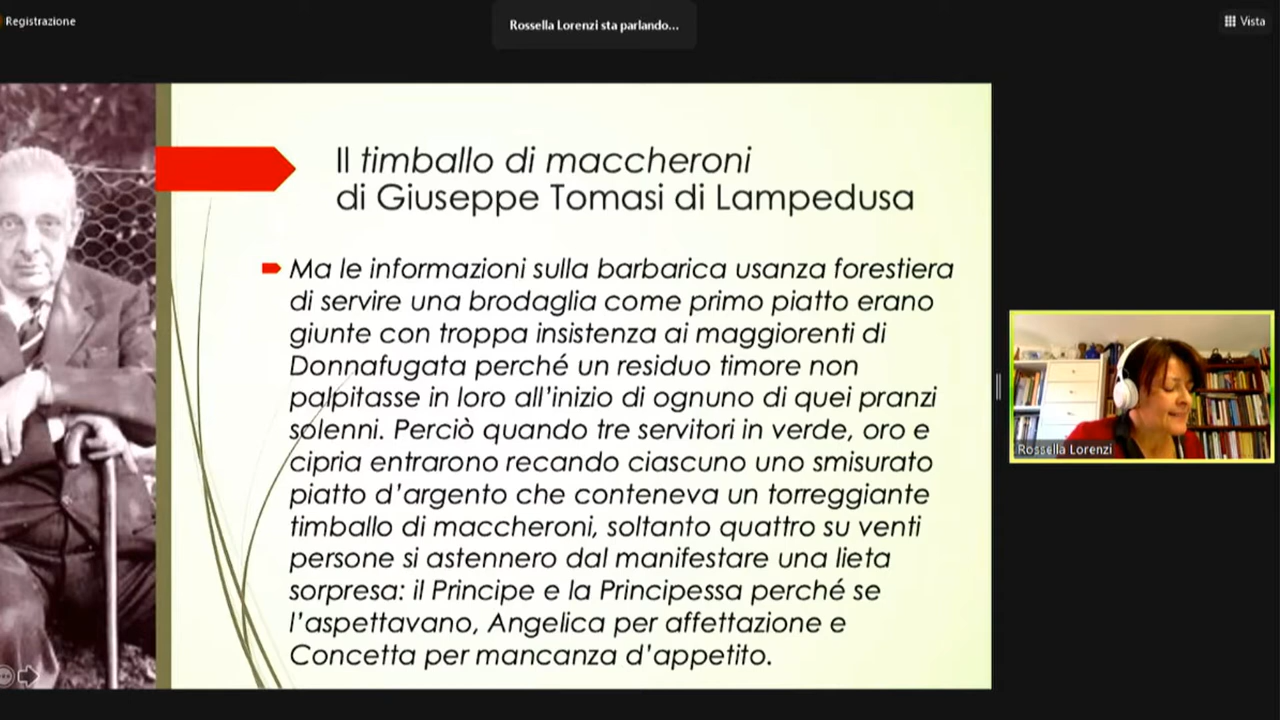 Registrazione
Rossella Lorenzi sta parlando...
Vista
Il timballo di maccheroni
di Giuseppe Tomasi di Lampedusa
Ma le informazioni sulla barbarica usanza forestiera
di servire una brodaglia come primo piatto erano
giunte con troppa insistenza ai maggiorenti di
Donnafugata perché un residuo timore non
palpitasse in loro all'inizio di ognuno di quei pranzi
solenni. Perciò quando tre servitori in verde, oro e
cipria entrarono recando ciascuno uno smisurato
piatto d'argento che conteneva un torreggiante
timballo di maccheroni, soltanto quattro su venti
persone si astennero dal manifestare una lieta
sorpresa: il Principe e la Principessa perché se
l'aspettavano, Angelica per affettazione e
Concetta per mancanza d'appetito.
Rossella Lorenzi